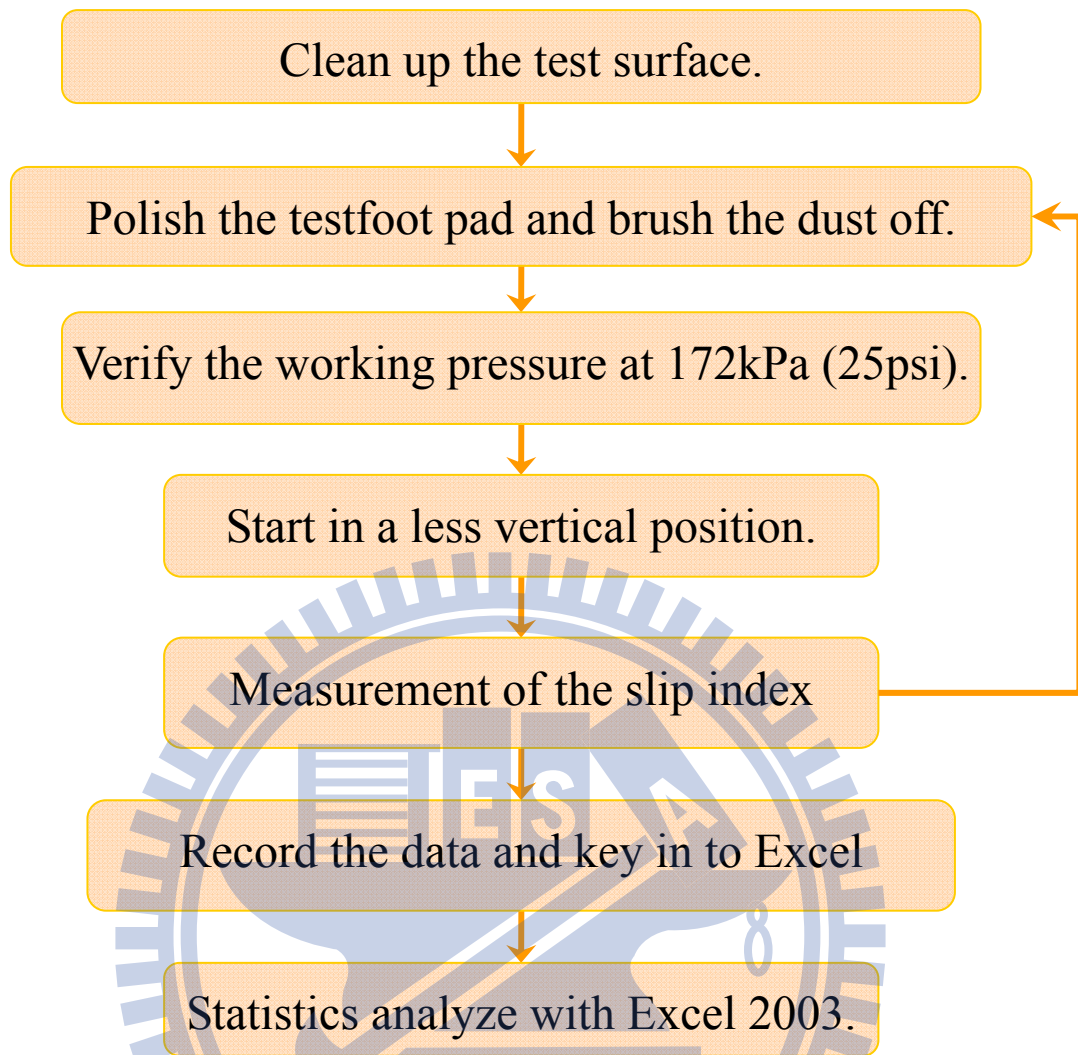 Clean up the test surface.
Polish the testfoot pad and brush the dust off.
Verify the working pressure at 172kPa (25psi).
Start in a less vertical position.
Measurement of the slip index
E S A
Record the data and key in to Excel
8
Statistics analyze with Excel 2003.